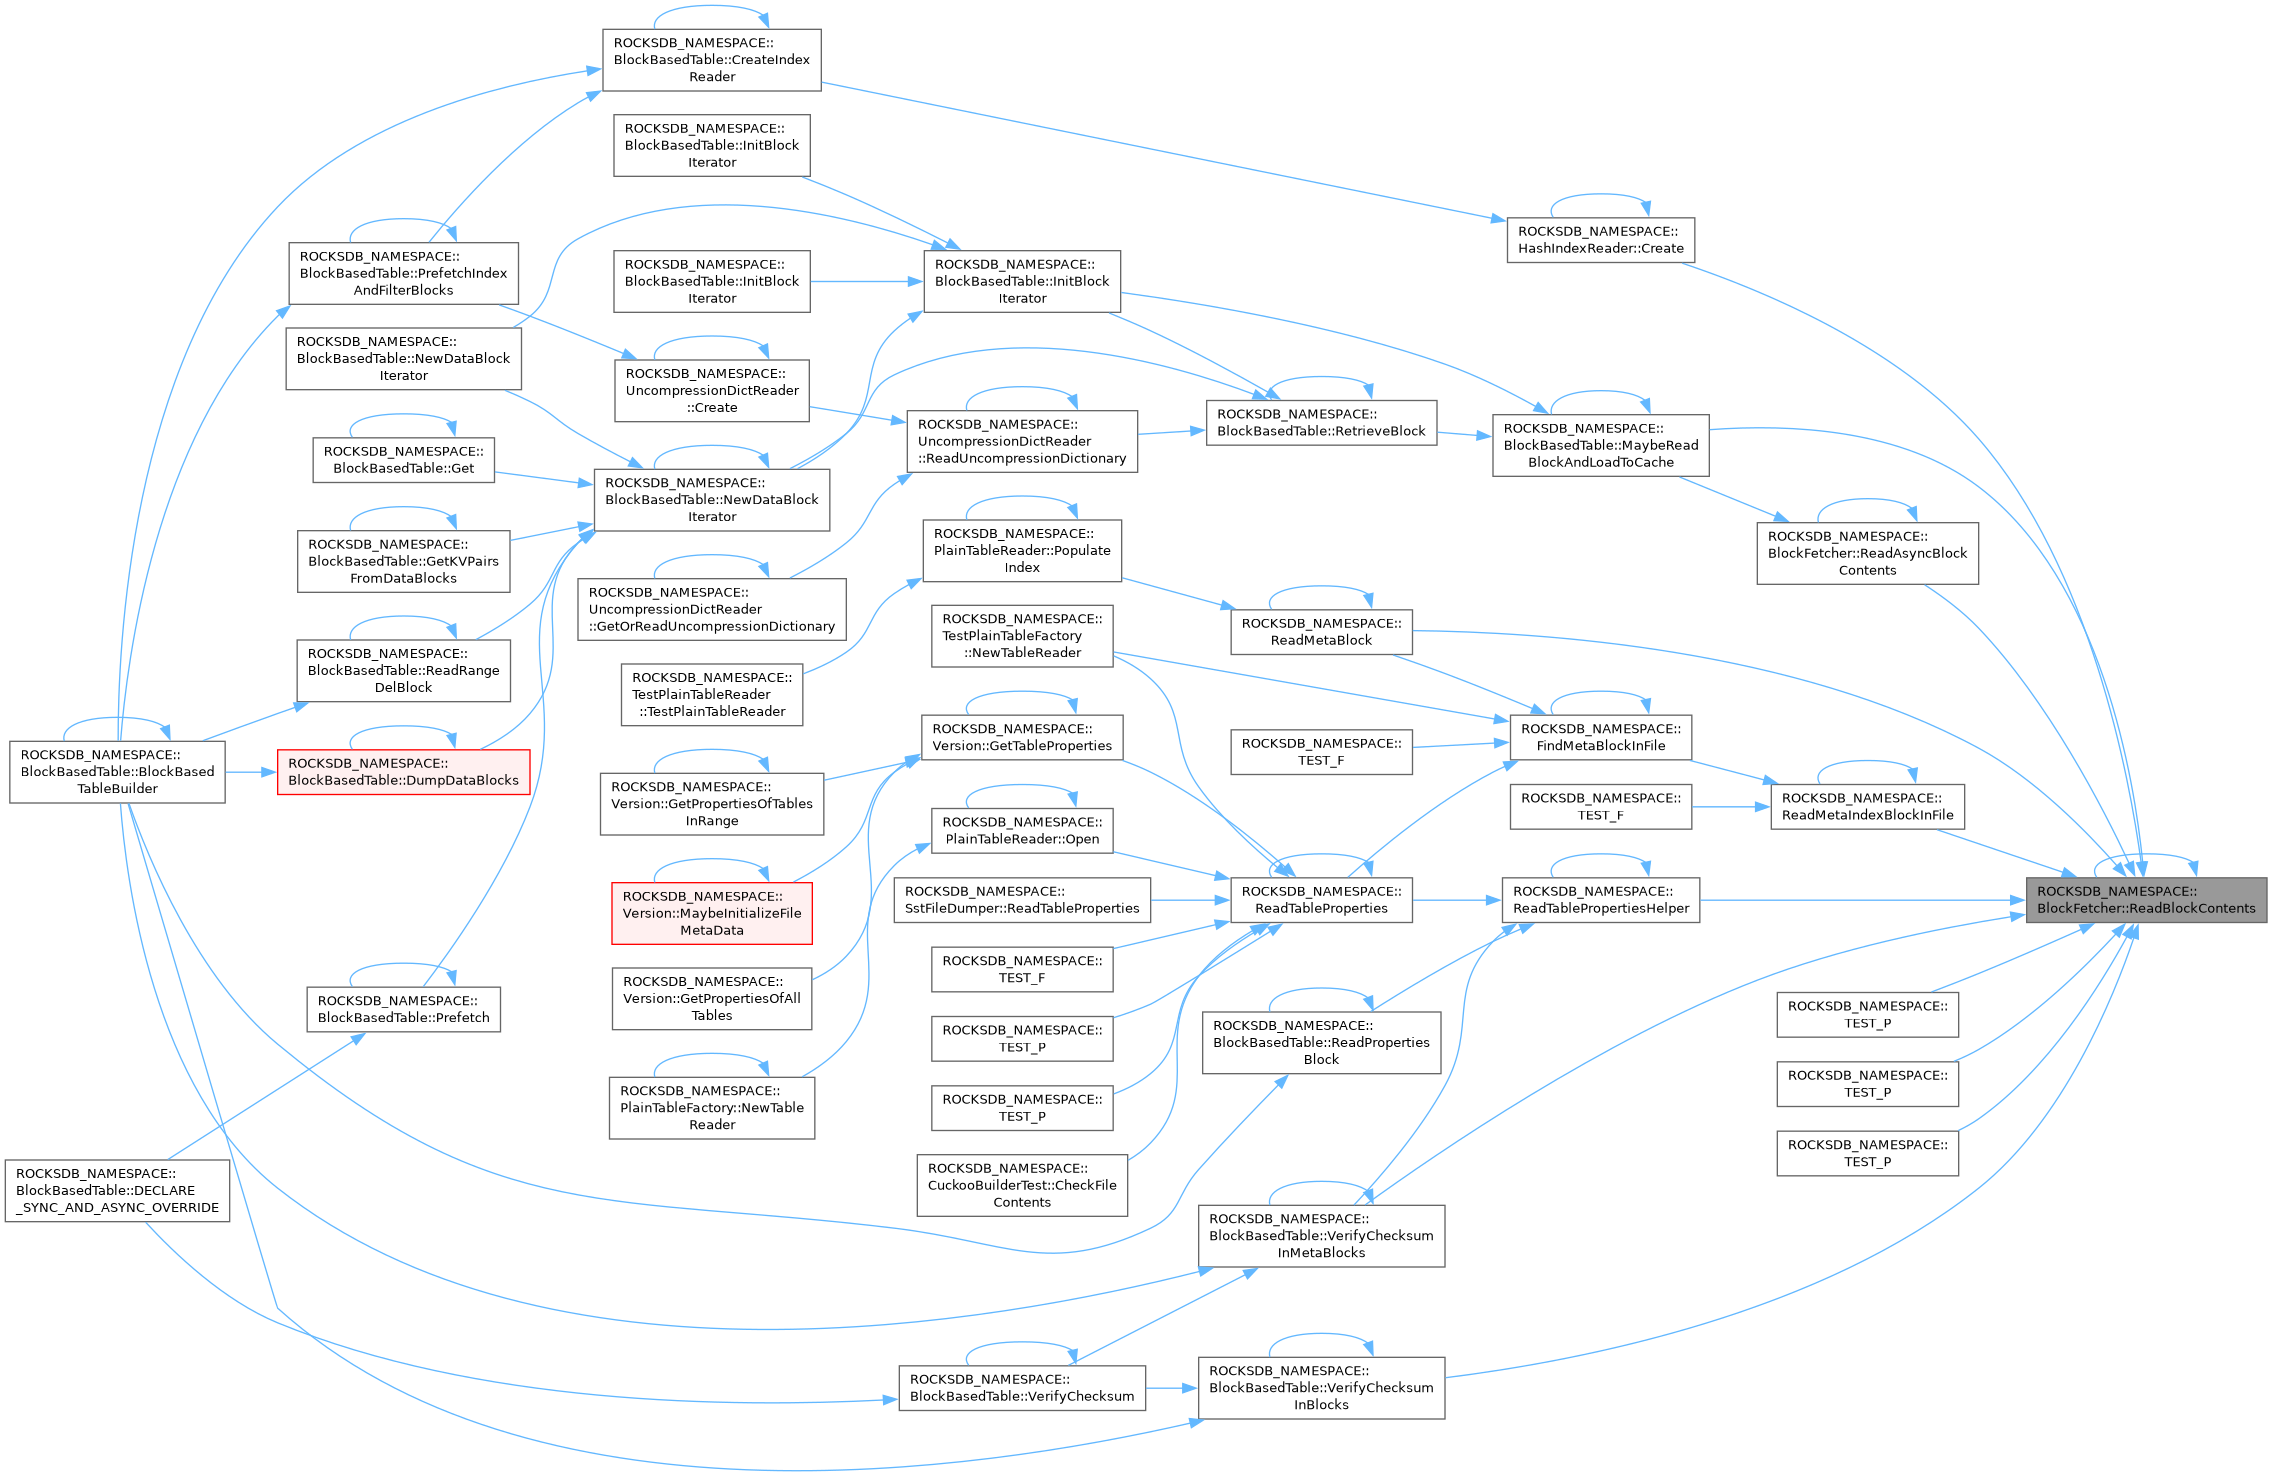 ROCKSDB_NAMESPACE::
BlockBasedTable::CreateIndex
Reader
ROCKSDB_NAMESPACE::
BlockBasedTable::InitBlock
Iterator
ROCKSDB_NAMESPACE::
HashIndexReader::Create
ROCKSDB_NAMESPACE::
BlockBasedTable::PrefetchIndex
AndFilterBlocks
ROCKSDB_NAMESPACE::
BlockBasedTable::InitBlock
Iterator
ROCKSDB_NAMESPACE::
BlockBasedTable::InitBlock
Iterator
ROCKSDB_NAMESPACE::
BlockBasedTable::NewDataBlock
Iterator
ROCKSDB_NAMESPACE::
UncompressionDictReader
::Create
ROCKSDB_NAMESPACE::
BlockBasedTable::RetrieveBlock
ROCKSDB_NAMESPACE::
UncompressionDictReader
::ReadUncompressionDictionary
ROCKSDB_NAMESPACE::
BlockBasedTable::MaybeRead
BlockAndLoadToCache
ROCKSDB_NAMESPACE::
BlockBasedTable::Get
ROCKSDB_NAMESPACE::
BlockBasedTable::NewDataBlock
Iterator
ROCKSDB_NAMESPACE::
PlainTableReader::Populate
Index
ROCKSDB_NAMESPACE::
BlockFetcher::ReadAsyncBlock
Contents
ROCKSDB_NAMESPACE::
BlockBasedTable::GetKVPairs
FromDataBlocks
ROCKSDB_NAMESPACE::
UncompressionDictReader
::GetOrReadUncompressionDictionary
ROCKSDB_NAMESPACE::
TestPlainTableFactory
::NewTableReader
ROCKSDB_NAMESPACE::
ReadMetaBlock
ROCKSDB_NAMESPACE::
BlockBasedTable::ReadRange
DelBlock
ROCKSDB_NAMESPACE::
TestPlainTableReader
::TestPlainTableReader
ROCKSDB_NAMESPACE::
Version::GetTableProperties
ROCKSDB_NAMESPACE::
TEST_F
ROCKSDB_NAMESPACE::
FindMetaBlockInFile
ROCKSDB_NAMESPACE::
BlockBasedTable::BlockBased
TableBuilder
ROCKSDB_NAMESPACE::
BlockBasedTable::DumpDataBlocks
ROCKSDB_NAMESPACE::
Version::GetPropertiesOfTables
InRange
ROCKSDB_NAMESPACE::
PlainTableReader::Open
ROCKSDB_NAMESPACE::
TEST_F
ROCKSDB_NAMESPACE::
ReadMetaIndexBlockInFile
ROCKSDB_NAMESPACE::
Version::MaybeInitializeFile
MetaData
ROCKSDB_NAMESPACE::
SstFileDumper::ReadTableProperties
ROCKSDB_NAMESPACE::
ReadTableProperties
ROCKSDB_NAMESPACE::
ReadTablePropertiesHelper
ROCKSDB_NAMESPACE::
BlockFetcher::ReadBlockContents
ROCKSDB_NAMESPACE::
TEST_F
ROCKSDB_NAMESPACE::
Version::GetPropertiesOfAll
Tables
ROCKSDB_NAMESPACE::
BlockBasedTable::Prefetch
ROCKSDB_NAMESPACE::
TEST_P
ROCKSDB_NAMESPACE::
BlockBasedTable::ReadProperties
Block
ROCKSDB_NAMESPACE::
TEST_P
ROCKSDB_NAMESPACE::
PlainTableFactory::NewTable
Reader
ROCKSDB_NAMESPACE::
TEST_P
ROCKSDB_NAMESPACE::
TEST_P
ROCKSDB_NAMESPACE::
TEST_P
ROCKSDB_NAMESPACE::
BlockBasedTable::DECLARE
_SYNC_AND_ASYNC_OVERRIDE
ROCKSDB_NAMESPACE::
CuckooBuilderTest::CheckFile
Contents
ROCKSDB_NAMESPACE::
BlockBasedTable::VerifyChecksum
InMetaBlocks
ROCKSDB_NAMESPACE::
BlockBasedTable::VerifyChecksum
ROCKSDB_NAMESPACE::
BlockBasedTable::VerifyChecksum
InBlocks